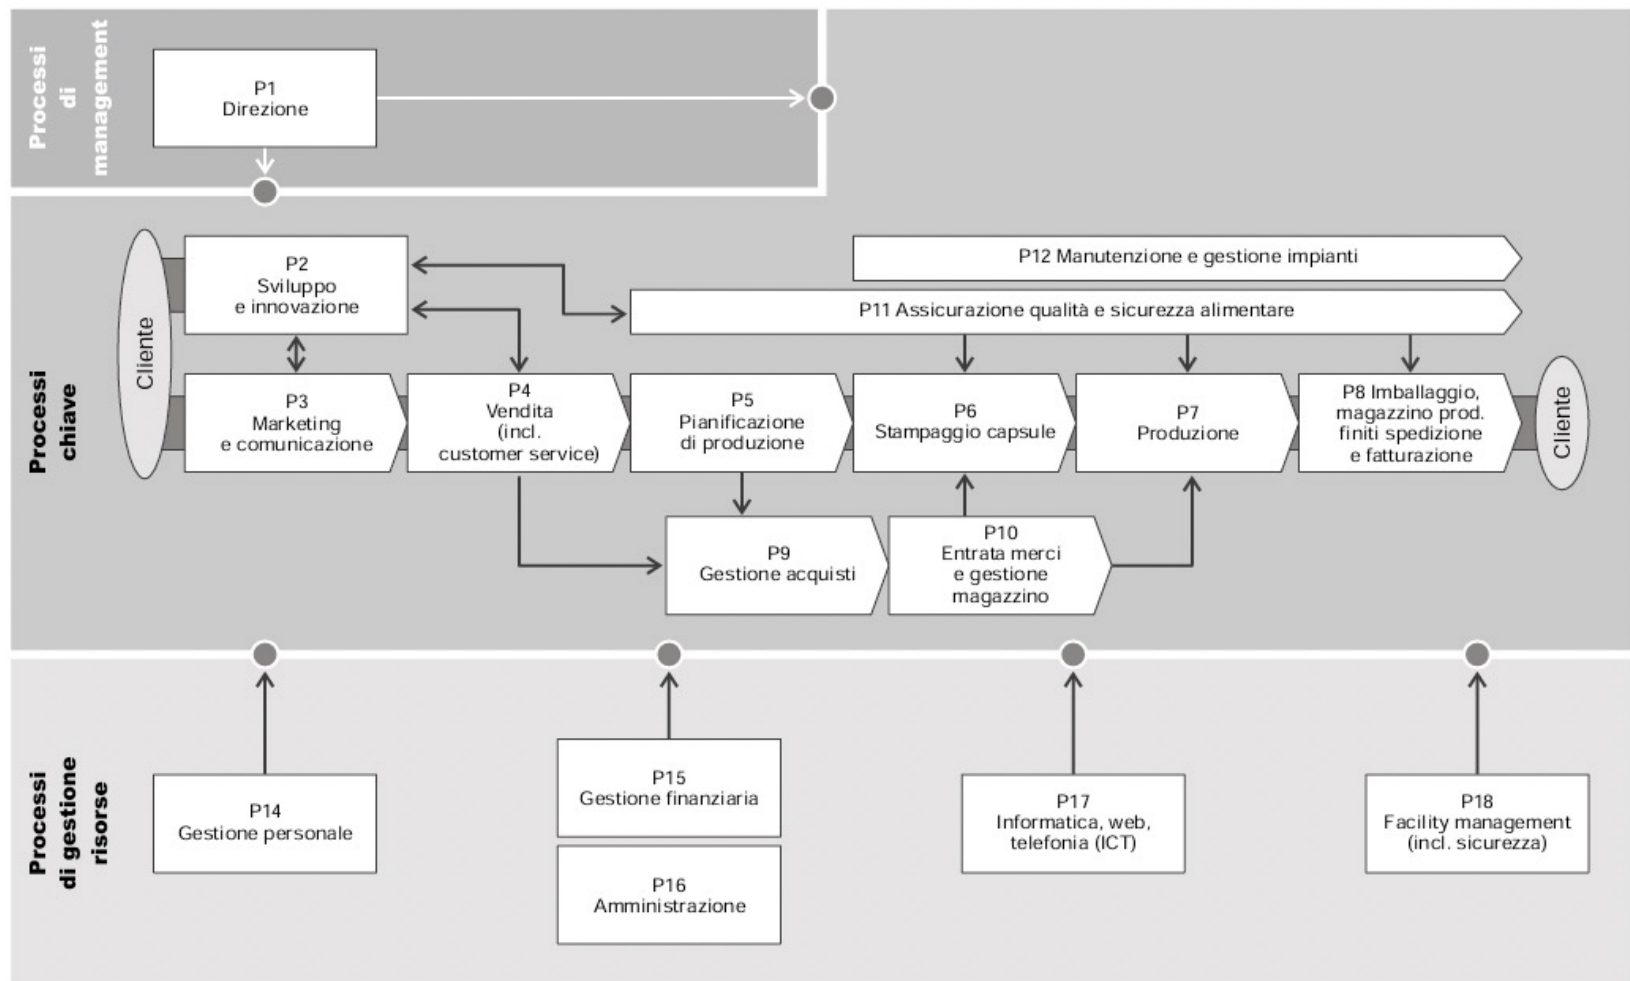 Processi
di
management
P1
Direzione
Processi
chiave
Cliente
P2
Sviluppo
e innovazione
P12 Manutenzione e gestione impianti
P11 Assicurazione qualità e sicurezza alimentare
P3
Marketing
e comunicazione
P4
Vendita
(incl.
customer service)
P5
Pianificazione
di produzione
P6
Stampaggio capsule
P7
Produzione
P8 Imballaggio,
magazzino prod.
finiti spedizione
e fatturazione
Cliente
P9
Gestione acquisti
P10
Entrata merci
e gestione
magazzino
Processi
di gestione
risorse
P14
Gestione personale
P15
Gestione finanziaria
P16
Amministrazione
P17
Informatica, web,
telefonia (ICT)
P18
Facility management
(incl. sicurezza)